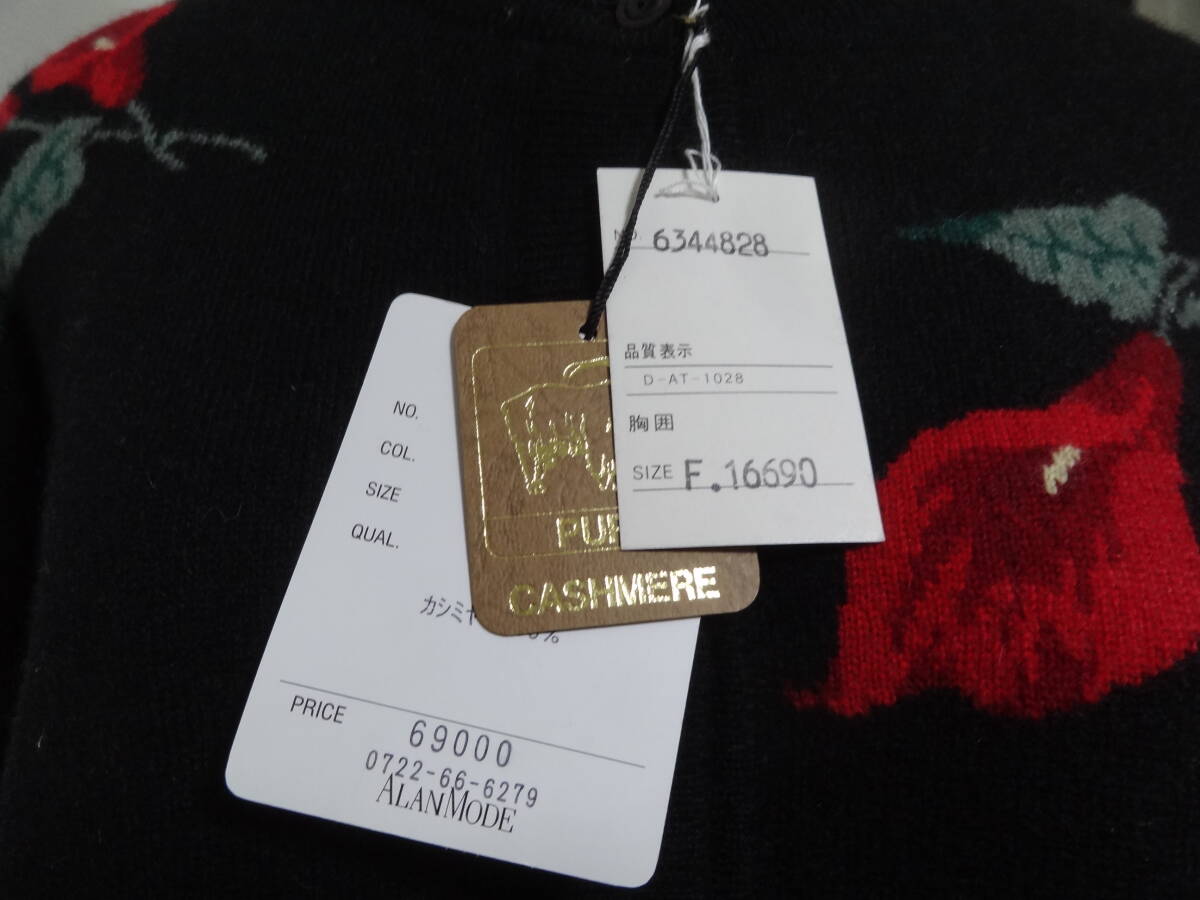 NO. 6344828
品質表示
D-AT-1028
胸囲
SIZE F.16690
CASHMERE
NO.
COL.
SIZE
QUAL.
PRICE
69000
0722-66-6279
ALANMODE